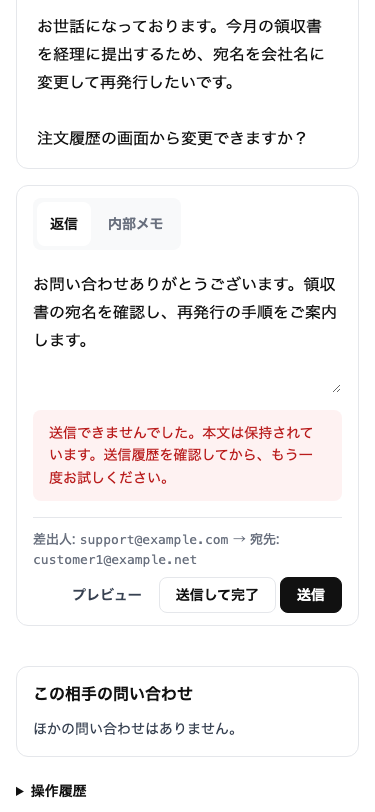 お世話になっております。今月の領収書
を経理に提出するため、宛名を会社名に
変更して再発行したいです。
注文履歴の画面から変更できますか？
返信 内部メモ
お問い合わせありがとうございます。領収
書の宛名を確認し、再発行の手順をご案内
します。
送信できませんでした。本文は保持されて
います。送信履歴を確認してから、もう一
度お試しください。
差出人: support@example.com → 宛先:
customer1@example.net
プレビュー 送信して完了 送信
この相手の問い合わせ
ほかの問い合わせはありません。
操作履歴